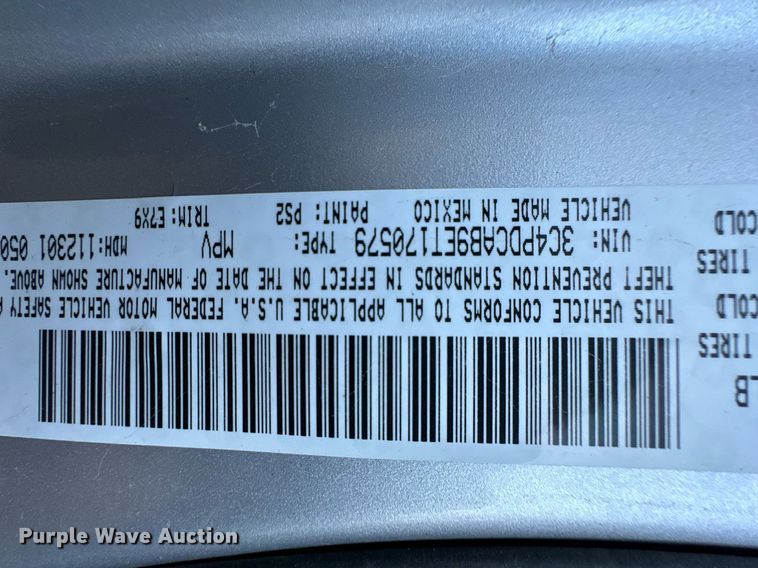 LB
TIRES
COLD
TIRES
COLD
THIS VEHICLE CONFORMS TO ALL APPLICABLE U.S.A. FEDERAL MOTOR VEHICLE SAFETY
THEFT PREVENTION STANDARDS IN EFFECT ON THE DATE OF MANUFACTURE SHOWN ABOVE.
VIN: 3C4PDCAB9ET170579 TYPE: MPV MDH:112301 050
VEHICLE MADE IN MEXICO PAINT: PS2 TRIM:E7X9
Purple Wave Auction